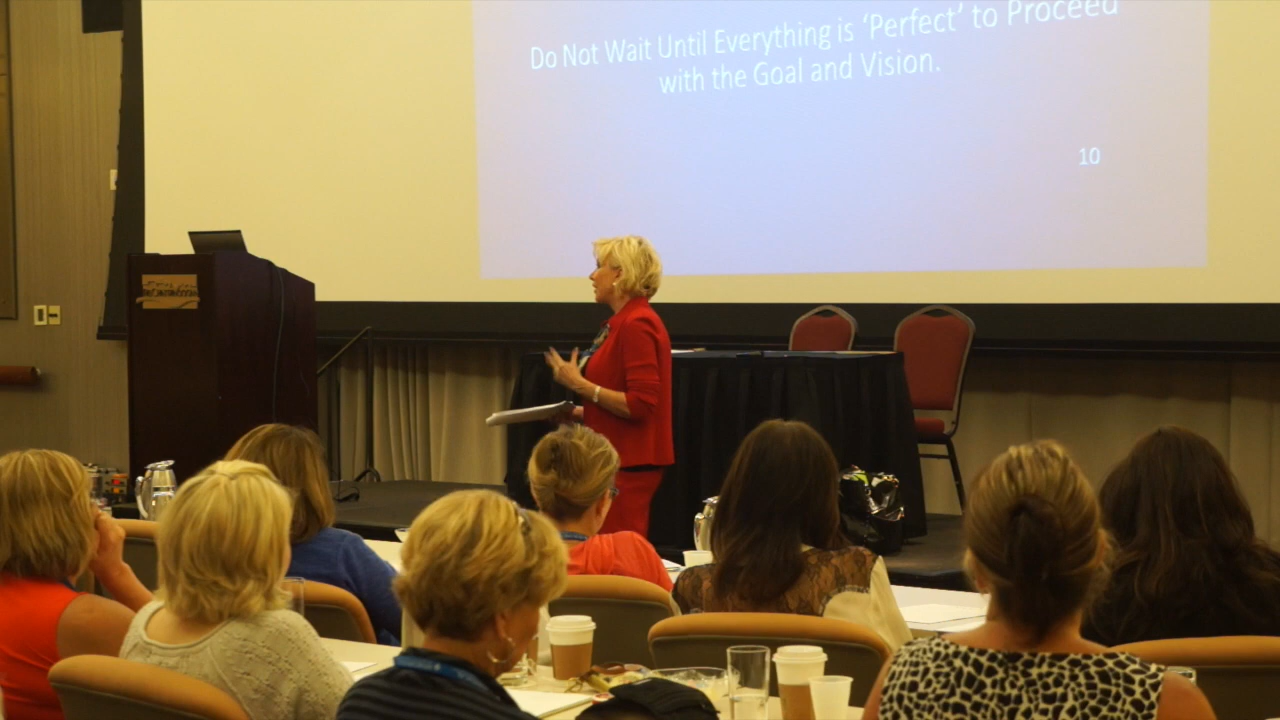 Do Not Wait Until Everything is ‘Perfect’ to Proceed
with the Goal and Vision.
10